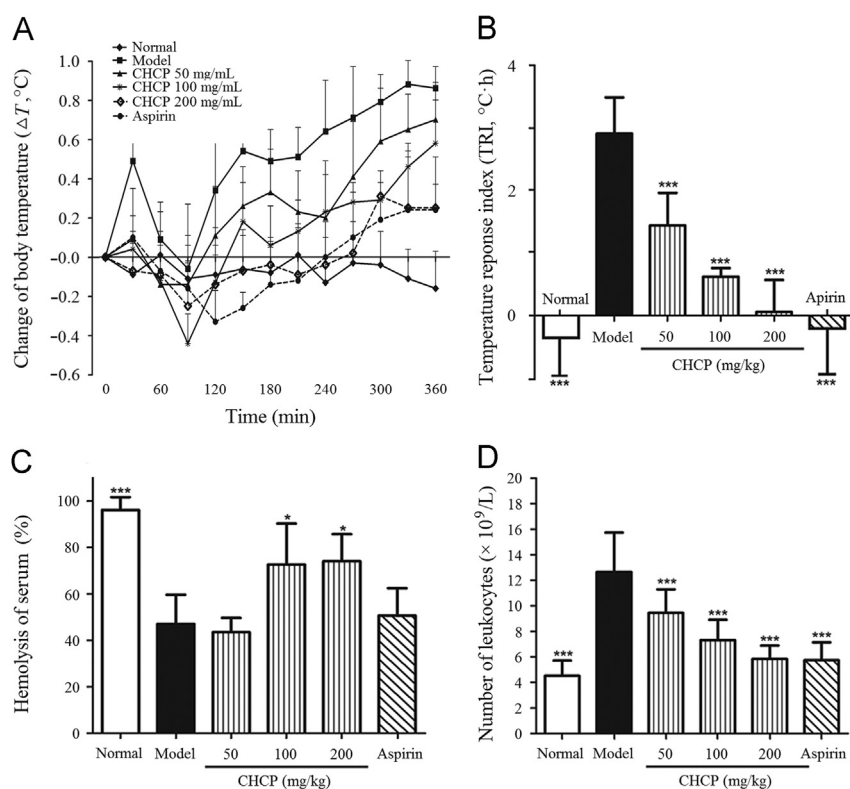 A
Normal
Model
CHCP 50 mg/mL
CHCP 100 mg/mL
CHCP 200 mg/mL
Aspirin
Change of body temperature (△T,°C)
1.0
0.8
0.6
0.4
0.2
-0.0
-0.2
-0.4
-0.6
0 60 90 120 180 240 300 360
Time (min)
B
Temperature reponse index (TRI, °C·h)
4
2
0
Normal
***
Model
***
***
***
Apirin
***
50 100 200
CHCP (mg/kg)
C
Hemolysis of serum (%)
100
80
60
40
20
0
***
*
*
Normal Model 50 100 200 Aspirin
CHCP (mg/kg)
D
Number of leukocytes (× 10⁹/L)
20
18
16
14
12
10
8
6
4
2
0
***
***
***
***
***
Normal Model 50 100 200 Aspirin
CHCP (mg/kg)